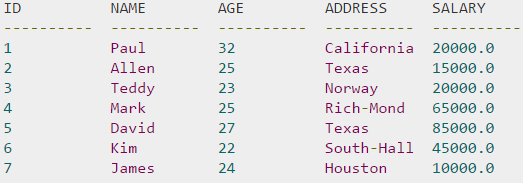 ID          NAME        AGE         ADDRESS     SALARY
----------  ----------  ----------  ----------  ----------
1           Paul        32          California  20000.0
2           Allen       25          Texas       15000.0
3           Teddy       23          Norway      20000.0
4           Mark        25          Rich-Mond   65000.0
5           David       27          Texas       85000.0
6           Kim         22          South-Hall  45000.0
7           James       24          Houston     10000.0